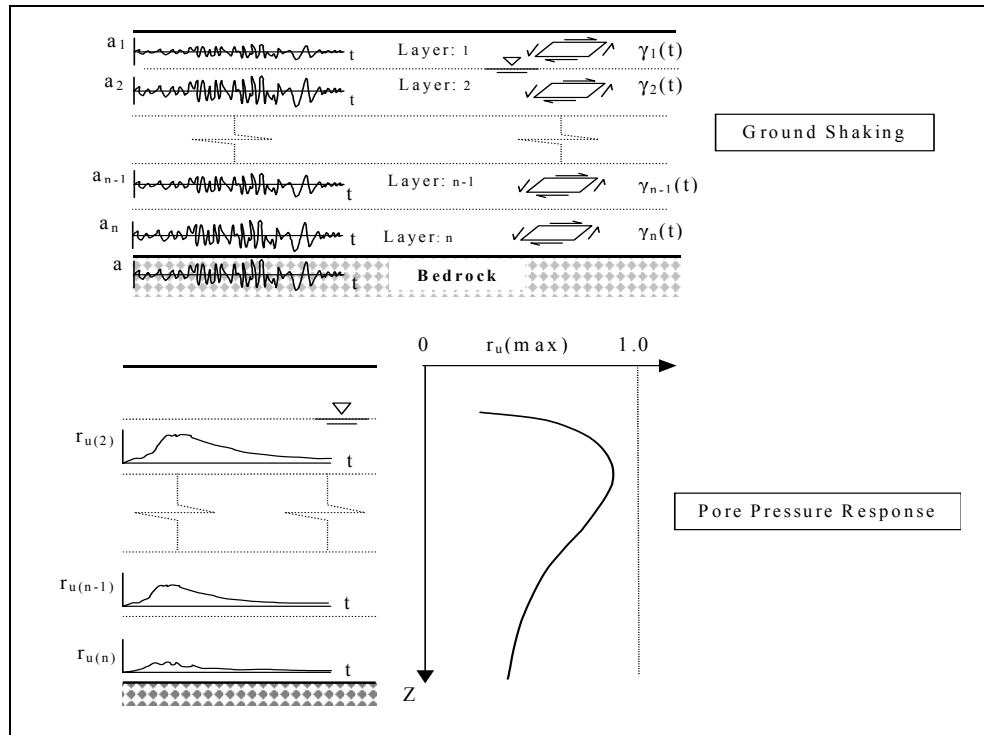 a1 t Layer: 1 γ1(t)
a2 t Layer: 2 γ2(t)
Ground Shaking
an-1 t Layer: n-1 γn-1(t)
an t Layer: n γn(t)
a t Bedrock
0 ru(max) 1.0
ru(2) t
Pore Pressure Response
ru(n-1) t
ru(n) t
Z